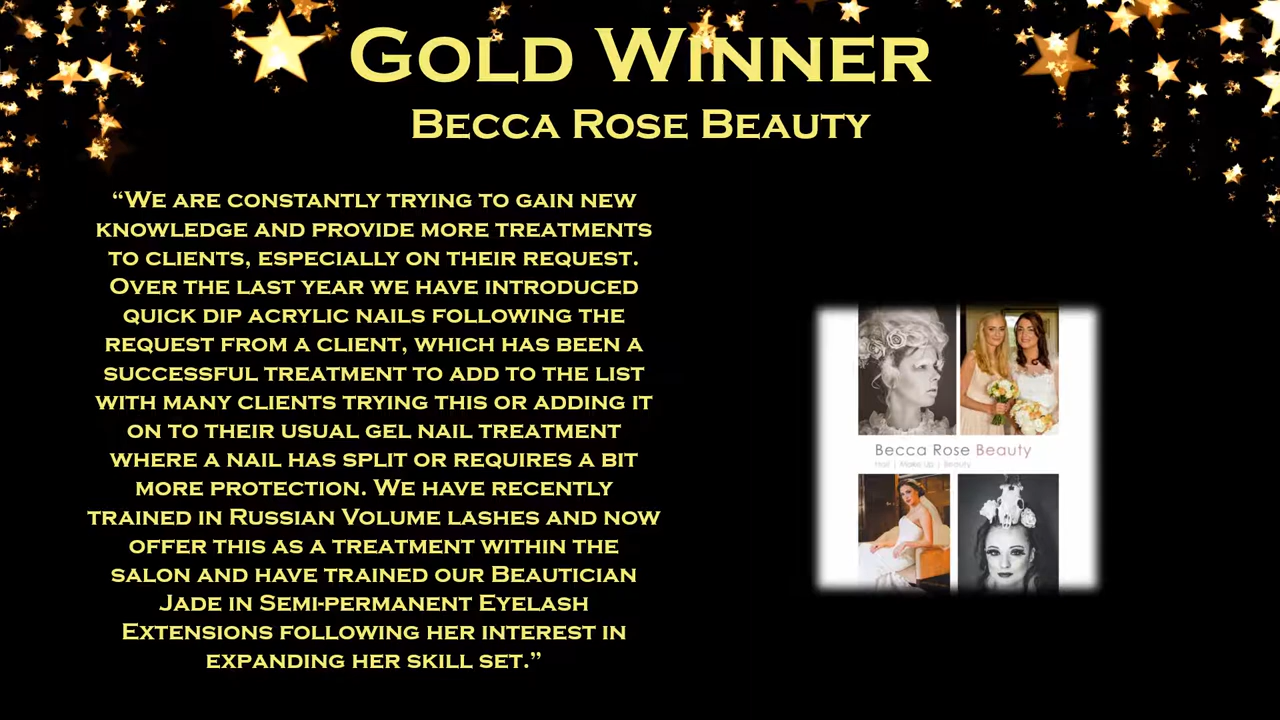 Gold Winner
Becca Rose Beauty
“We are constantly trying to gain new
knowledge and provide more treatments
to clients, especially on their request.
Over the last year we have introduced
quick dip acrylic nails following the
request from a client, which has been a
successful treatment to add to the list
with many clients trying this or adding it
on to their usual gel nail treatment
where a nail has split or requires a bit
more protection. We have recently
trained in Russian Volume lashes and now
offer this as a treatment within the
salon and have trained our Beautician
Jade in Semi-permanent Eyelash
Extensions following her interest in
expanding her skill set.”
Becca Rose Beauty
Hair | Make Up | Beauty